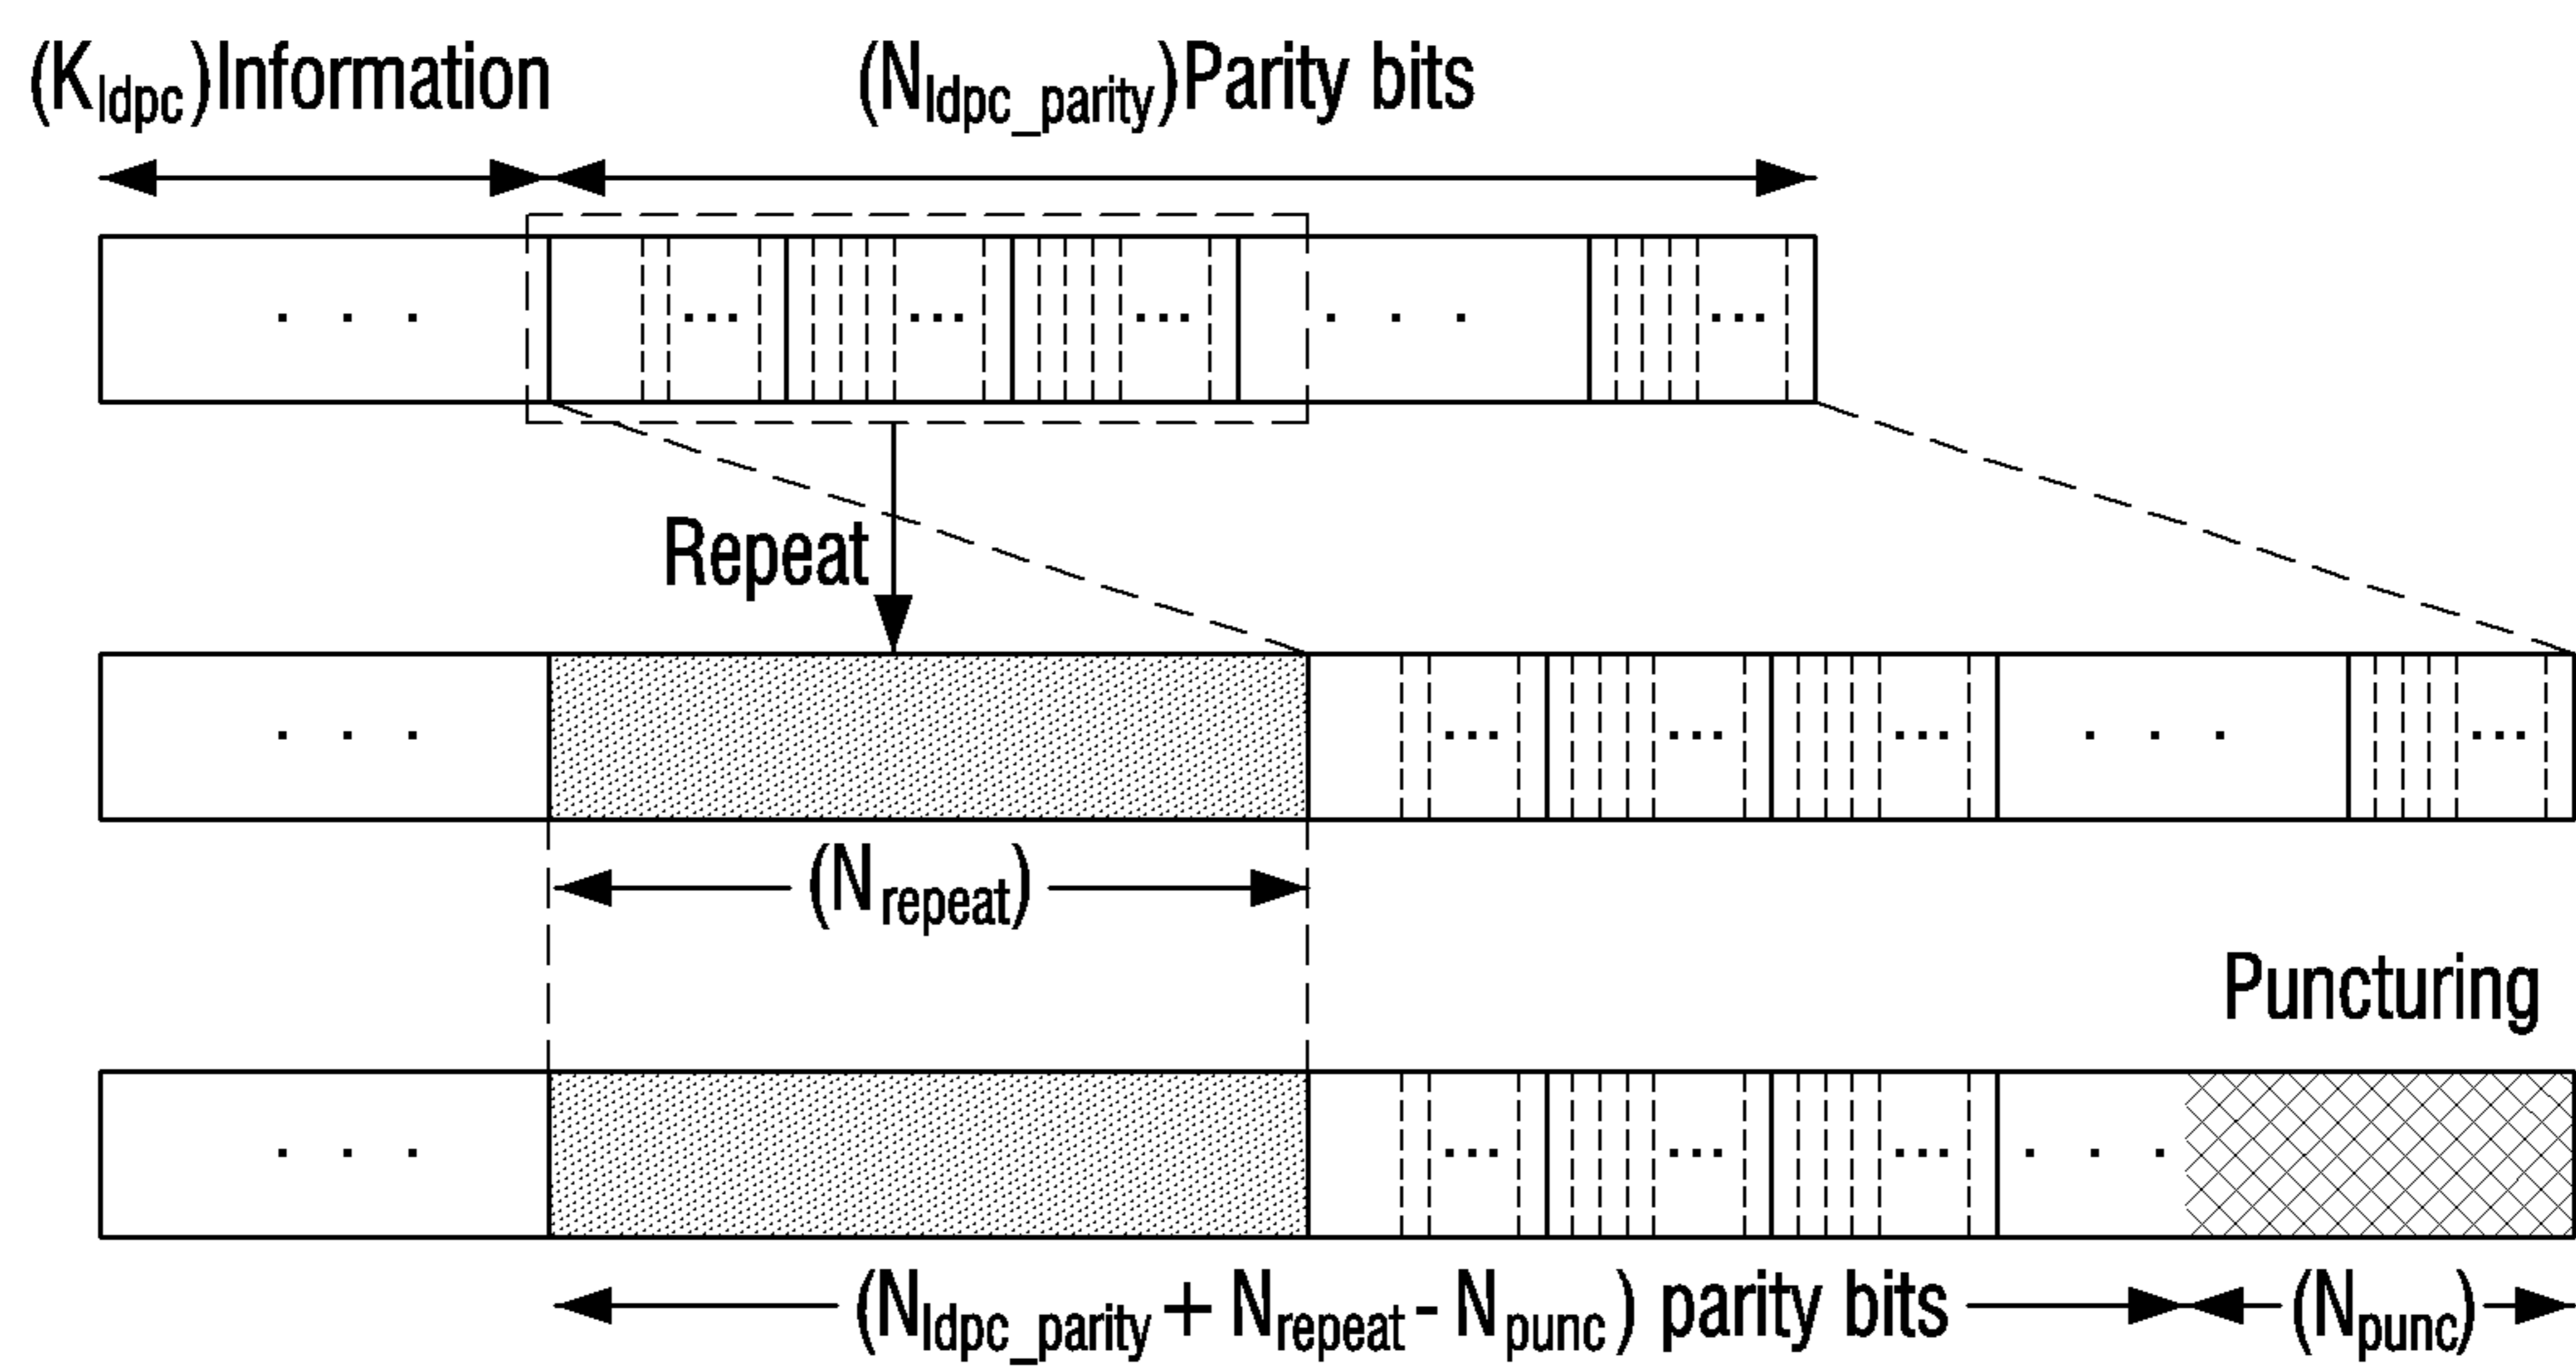 (Kldpc)Information (Nldpc_parity)Parity bits
Repeat
(Nrepeat)
Puncturing
(Nldpc_parity + Nrepeat - Npunc ) parity bits (Npunc)